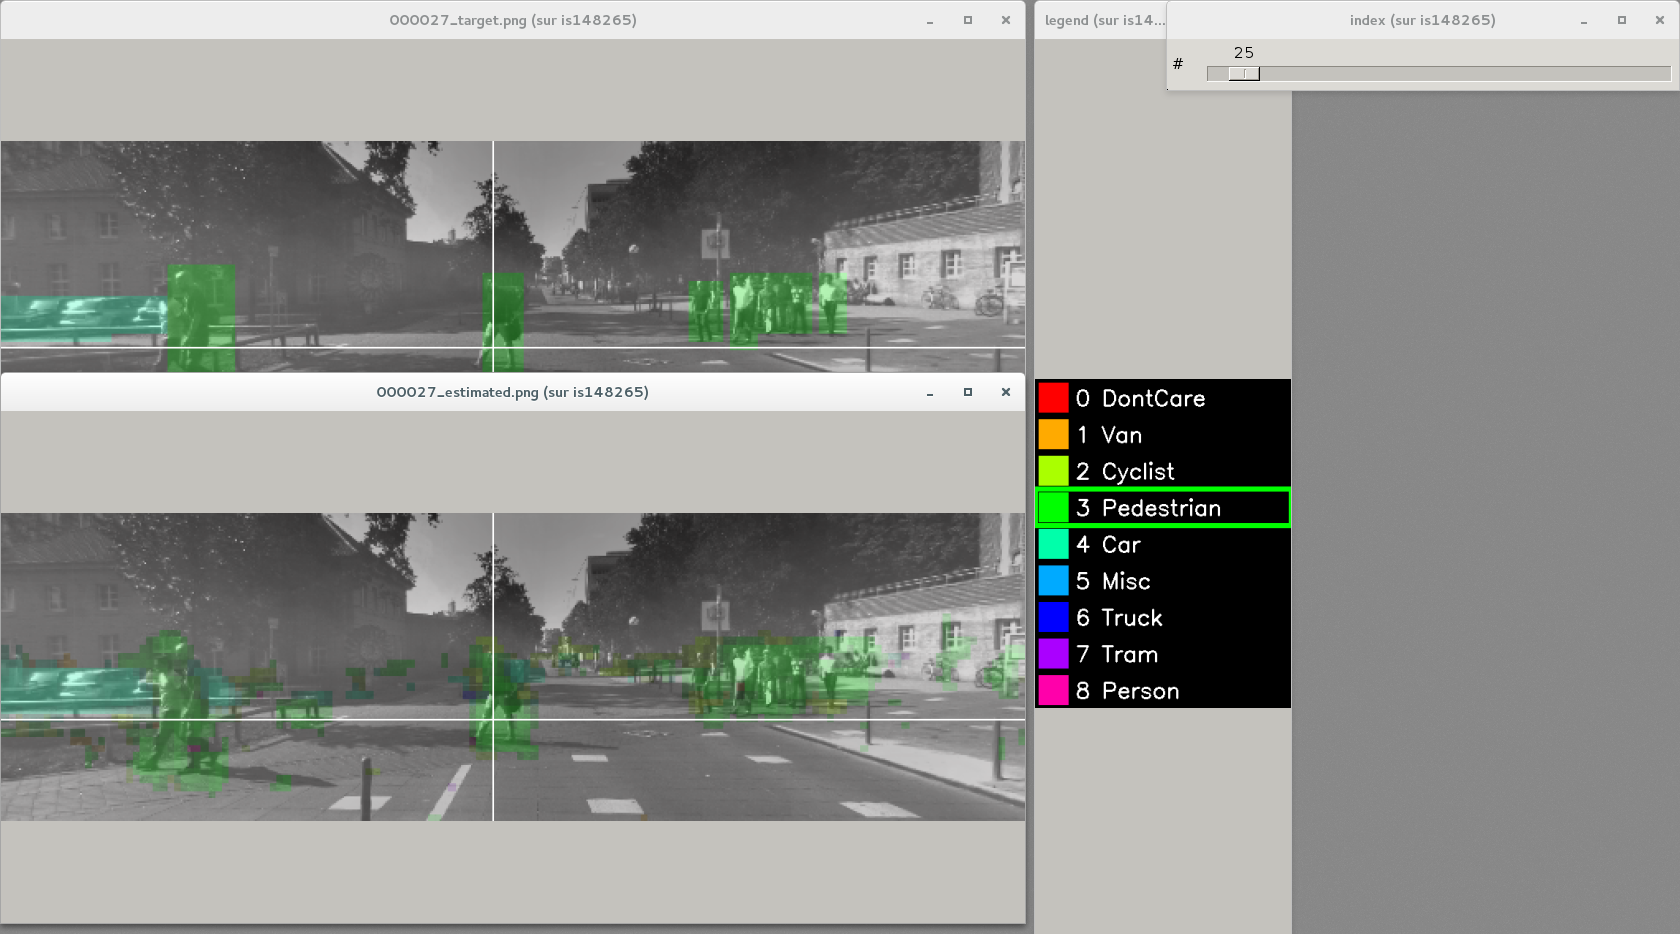 000027_target.png (sur is148265)
legend (sur is14...
index (sur is148265)
25
#
000027_estimated.png (sur is148265)
0 DontCare
1 Van
2 Cyclist
3 Pedestrian
4 Car
5 Misc
6 Truck
7 Tram
8 Person